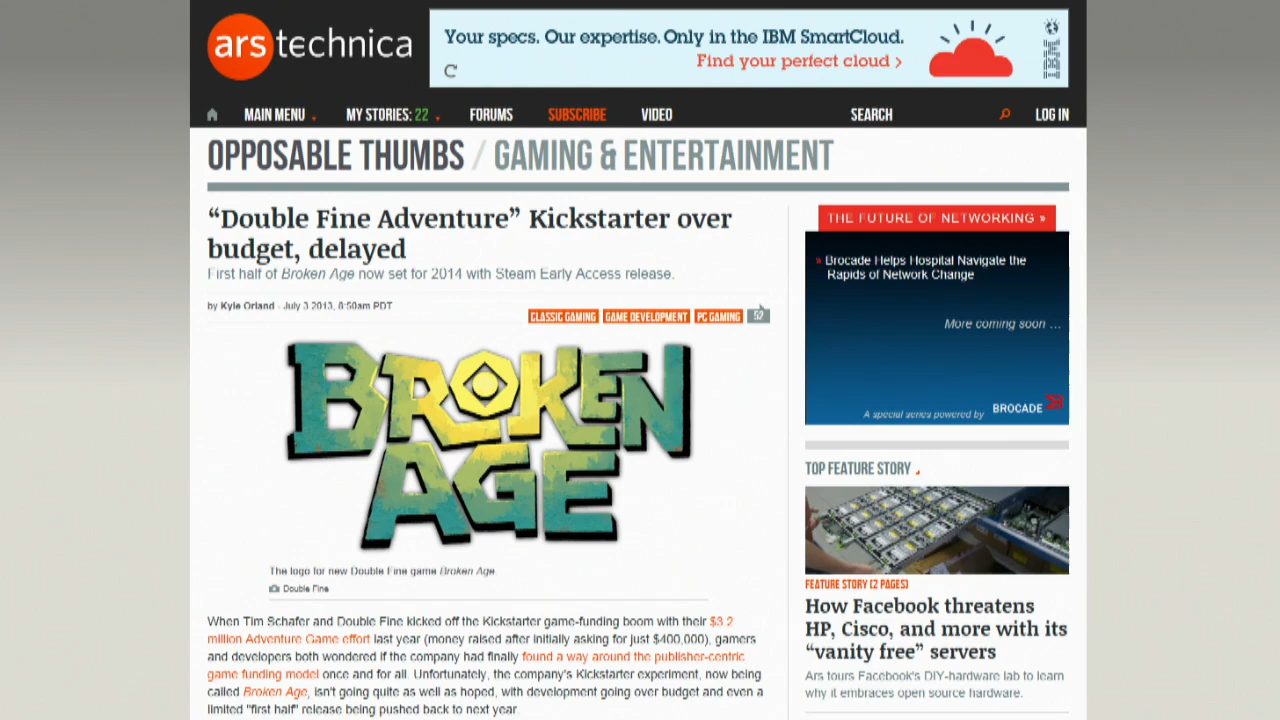 ars technica
Your specs. Our expertise. Only in the IBM SmartCloud.
Find your perfect cloud >
IBM
MAIN MENU MY STORIES: 22 FORUMS SUBSCRIBE VIDEO SEARCH LOG IN
OPPOSABLE THUMBS / GAMING & ENTERTAINMENT
“Double Fine Adventure” Kickstarter over
budget, delayed
First half of Broken Age now set for 2014 with Steam Early Access release.
by Kyle Orland - July 3 2013, 8:50am PDT
CLASSIC GAMING GAME DEVELOPMENT PC GAMING 52
BROKEN
AGE
The logo for new Double Fine game Broken Age.
Double Fine
When Tim Schafer and Double Fine kicked off the Kickstarter game-funding boom with their $3.2
million Adventure Game effort last year (money raised after initially asking for just $400,000), gamers
and developers both wondered if the company had finally found a way around the publisher-centric
game funding model once and for all. Unfortunately, the company's Kickstarter experiment, now being
called Broken Age, isn't going quite as well as hoped, with development going over budget and even a
limited "first half" release being pushed back to next year.
THE FUTURE OF NETWORKING »
» Brocade Helps Hospital Navigate the
Rapids of Network Change
More coming soon ...
A special series powered by BROCADE
TOP FEATURE STORY
FEATURE STORY (2 PAGES)
How Facebook threatens
HP, Cisco, and more with its
“vanity free” servers
Ars tours Facebook's DIY-hardware lab to learn
why it embraces open source hardware.